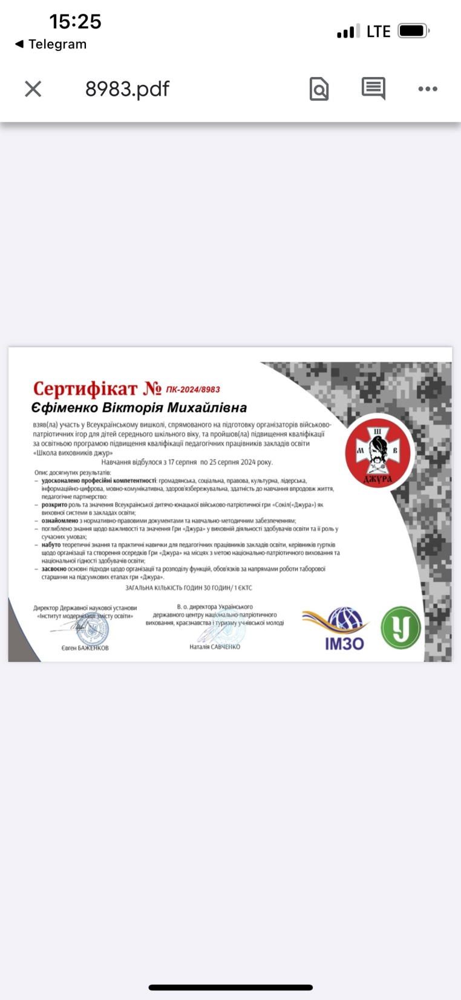 15:25
LTE
◄ Telegram
8983.pdf
Сертифікат № ПК-2024/8983
Єфіменко Вікторія Михайлівна
взяв(ла) участь у Всеукраїнському вишколі, спрямованого на підготовку організаторів військово-
патріотичних ігор для дітей середнього шкільного віку, та пройшов(ла) підвищення кваліфікації
за освітньою програмою підвищення кваліфікації педагогічних працівників закладів освіти
«Школа виховників джур»
Навчання відбулося з 17 серпня по 25 серпня 2024 року.
Опис досягнутих результатів:
– удосконалено професійні компетентності: громадянська, соціальна, правова, культурна, лідерська,
інформаційно-цифрова, мовно-комунікативна, здоров'язбережувальна, здатність до навчання впродовж життя,
педагогічне партнерство:
– розкрито роль та значення Всеукраїнської дитячо-юнацької військово-патріотичної гри «Сокіл(«Джура») як
виховної системи в закладах освіти;
– ознайомлено з нормативно-правовими документами та навчально-методичним забезпеченням;
– поглиблено знання щодо важливості та значення Гри «Джура» у виховній діяльності здобувачів освіти та її роль у
сучасних умовах;
– набуто теоретичні знання та практичні навички для педагогічних працівників закладів освіти, керівників гуртків
щодо організації та створення осередків Гри «Джура» на місцях з метою національно-патріотичного виховання та
національної гідності здобувачів освіти;
– засвоєно основні підходи щодо організації та розподілу функцій, обов'язків за напрямами роботи таборової
старшини на підсумкових етапах гри «Джура».
ЗАГАЛЬНА КІЛЬКІСТЬ ГОДИН 30 ГОДИН/ 1 ЄКТС
Директор Державної наукової установи
«Інститут модернізації змісту освіти»
Євген БАЖЕНКОВ
В. о. директора Українського
державного центру національно-патріотичного
виховання, краєзнавства і туризму учнівської молоді
Наталія САВЧЕНКО
ІМЗО
У
Ш
М В
ДЖУРА